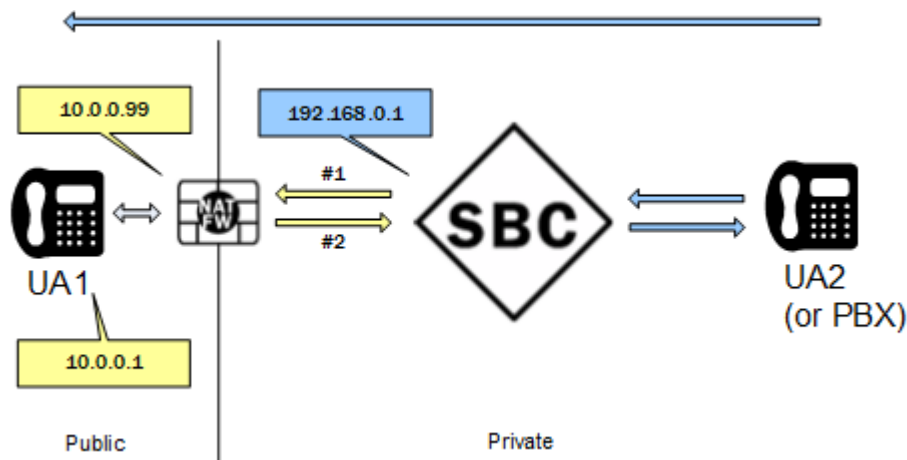 10.0.0.99
192.168.0.1
#1
NAT
FW
#2
SBC
UA1
UA2
(or PBX)
10.0.0.1
Public
Private